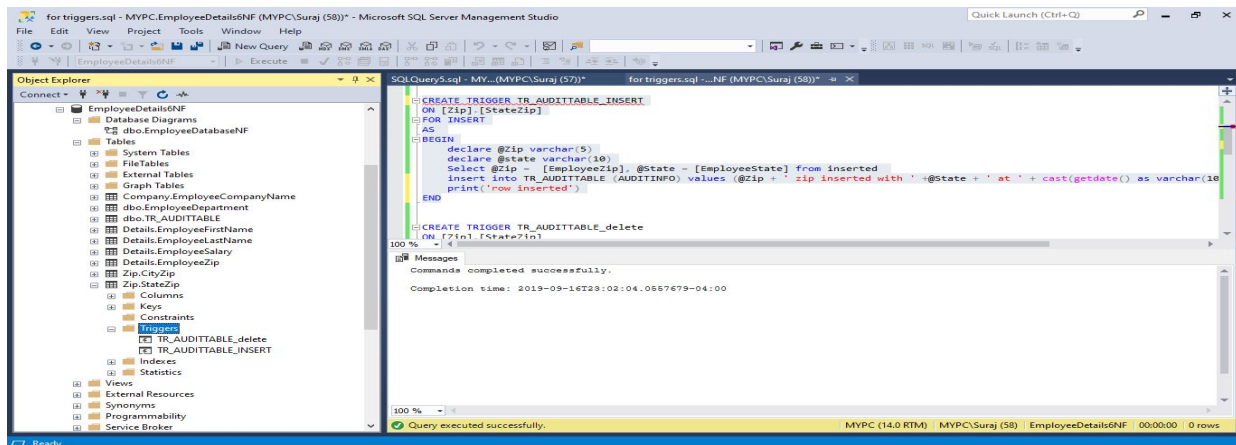 for triggers.sql - MYPC.EmployeeDetails6NF (MYPC\Suraj (58))* - Microsoft SQL Server Management Studio
Quick Launch (Ctrl+Q)
File Edit View Project Tools Window Help
New Query
EmployeeDetails6NF
Execute
Object Explorer
Connect
EmployeeDetails6NF
Database Diagrams
dbo.EmployeeDatabaseNF
Tables
System Tables
FileTables
External Tables
Graph Tables
Company.EmployeeCompanyName
dbo.EmployeeDepartment
dbo.TR_AUDITTABLE
Details.EmployeeFirstName
Details.EmployeeLastName
Details.EmployeeSalary
Details.EmployeeZip
Zip.CityZip
Zip.StateZip
Columns
Keys
Constraints
Triggers
TR_AUDITTABLE_delete
TR_AUDITTABLE_INSERT
Indexes
Statistics
Views
External Resources
Synonyms
Programmability
Service Broker
SQLQuery5.sql - MY...(MYPC\Suraj (57))*
for triggers.sql -...NF (MYPC\Suraj (58))*
CREATE TRIGGER TR_AUDITTABLE_INSERT
ON [Zip].[StateZip]
FOR INSERT
AS
BEGIN
declare @Zip varchar(5)
declare @state varchar(10)
Select @Zip = [EmployeeZip], @State = [EmployeeState] from inserted
insert into TR_AUDITTABLE (AUDITINFO) values (@Zip + ' zip inserted with ' +@State + ' at ' + cast(getdate() as varchar(10
print('row inserted')
END
CREATE TRIGGER TR_AUDITTABLE_delete
ON [Zip].[StateZip]
100 %
Messages
Commands completed successfully.
Completion time: 2019-09-16T23:02:04.0557679-04:00
100 %
Query executed successfully.
MYPC (14.0 RTM) MYPC\Suraj (58) EmployeeDetails6NF 00:00:00 0 rows
Ready